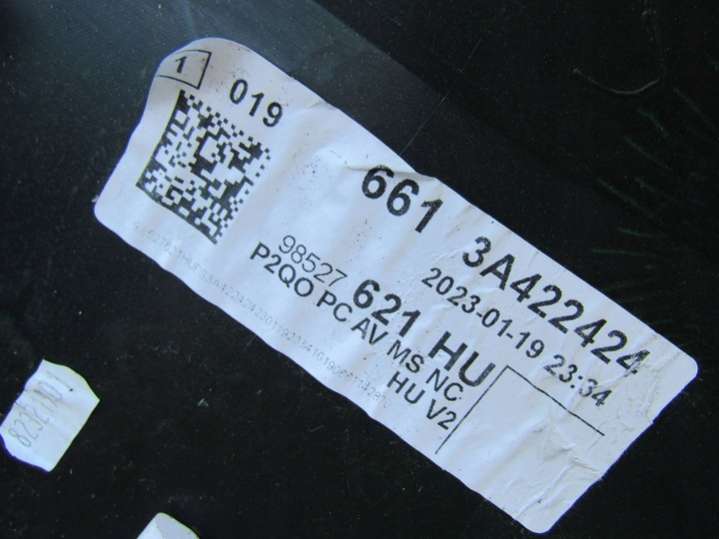 1
019
661 3A422424
2023-01-19 23:34
98527 621 HU
P2QO PC AV MS NC
HU V2